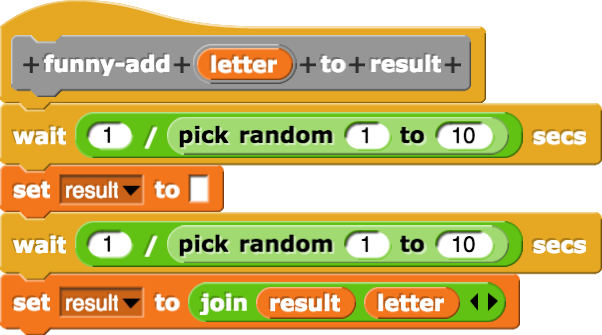 + funny-add + letter + to + result +
wait 1 / pick random 1 to 10 secs
set result to
wait 1 / pick random 1 to 10 secs
set result to join result letter